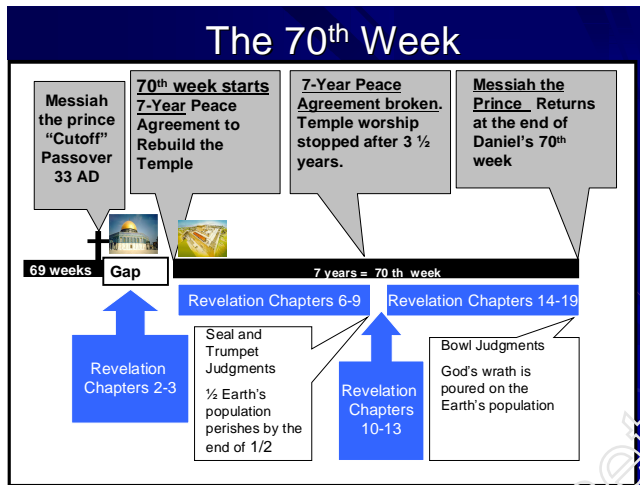 The 70th Week
Messiah
the prince
“Cutoff”
Passover
33 AD
70th week starts
7-Year Peace
Agreement to
Rebuild the
Temple
7-Year Peace
Agreement broken.
Temple worship
stopped after 3 ½
years.
Messiah the
Prince Returns
at the end of
Daniel’s 70th
week
69 weeks
Gap
7 years = 70 th week
Revelation Chapters 6-9
Revelation Chapters 14-19
Revelation
Chapters 2-3
Seal and
Trumpet
Judgments
½ Earth’s
population
perishes by the
end of 1/2
Revelation
Chapters
10-13
Bowl Judgments
God’s wrath is
poured on the
Earth’s population